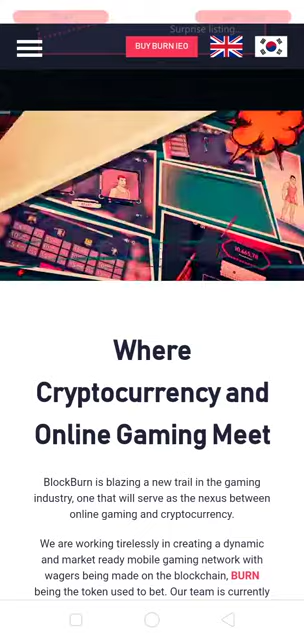 Surprise listing...
BUY BURN IEO
Where
Cryptocurrency and
Online Gaming Meet
BlockBurn is blazing a new trail in the gaming
industry, one that will serve as the nexus between
online gaming and cryptocurrency.
We are working tirelessly in creating a dynamic
and market ready mobile gaming network with
wagers being made on the blockchain, BURN
being the token used to bet. Our team is currently